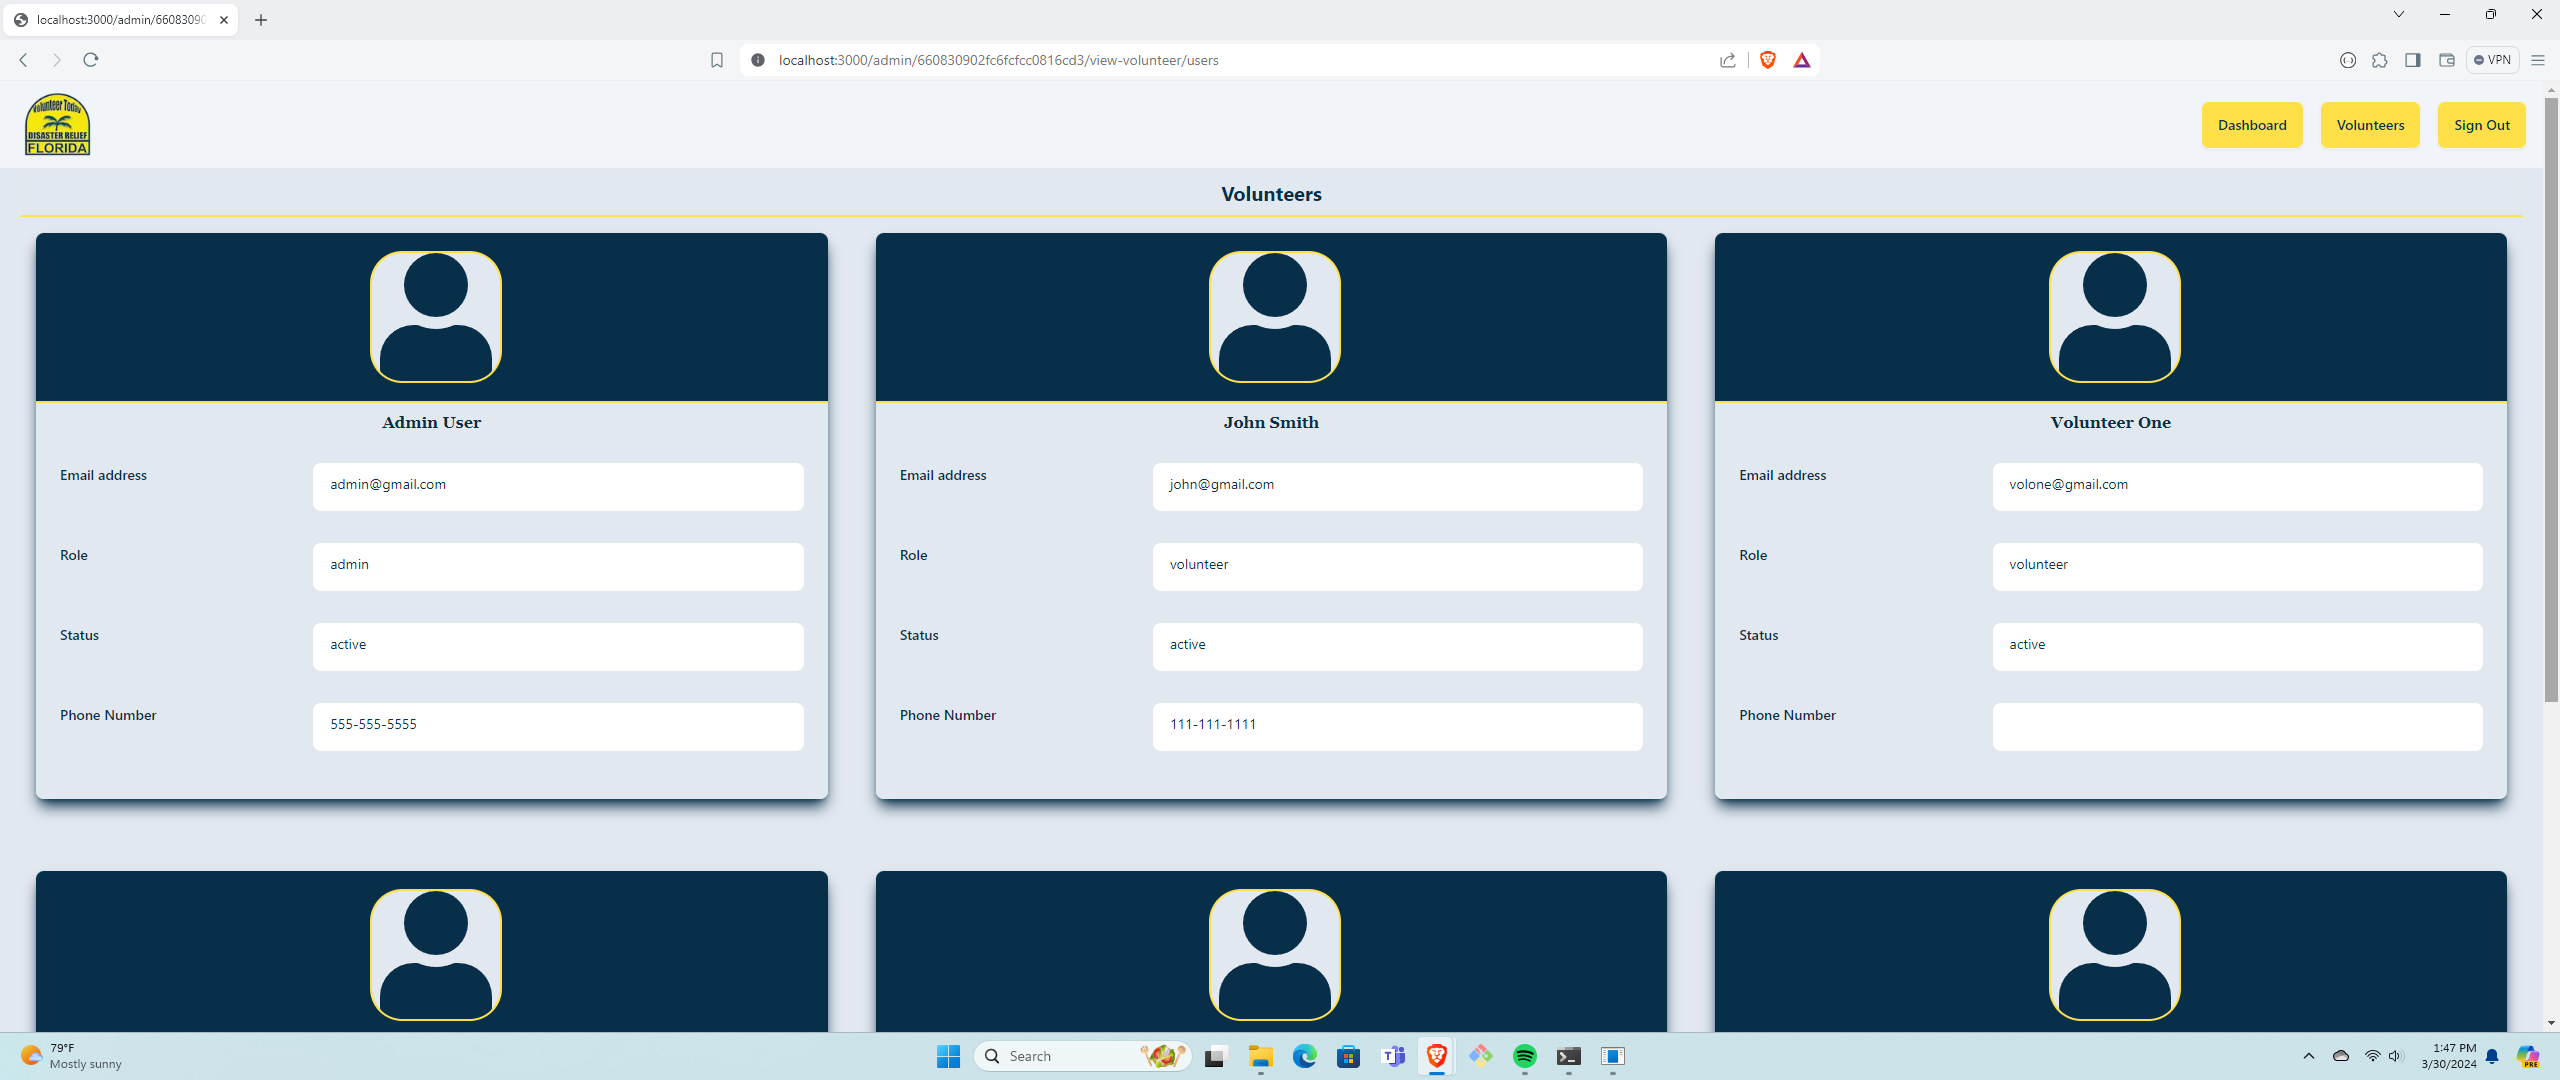 localhost:3000/admin/66083090
localhost:3000/admin/660830902fc6fcfcc0816cd3/view-volunteer/users
VPN
Volunteer Today
DISASTER RELIEF
FLORIDA
Dashboard
Volunteers
Sign Out
Volunteers
Admin User
Email address
admin@gmail.com
Role
admin
Status
active
Phone Number
555-555-5555
John Smith
Email address
john@gmail.com
Role
volunteer
Status
active
Phone Number
111-111-1111
Volunteer One
Email address
volone@gmail.com
Role
volunteer
Status
active
Phone Number
79°F
Mostly sunny
Search
1:47 PM
3/30/2024
PRE